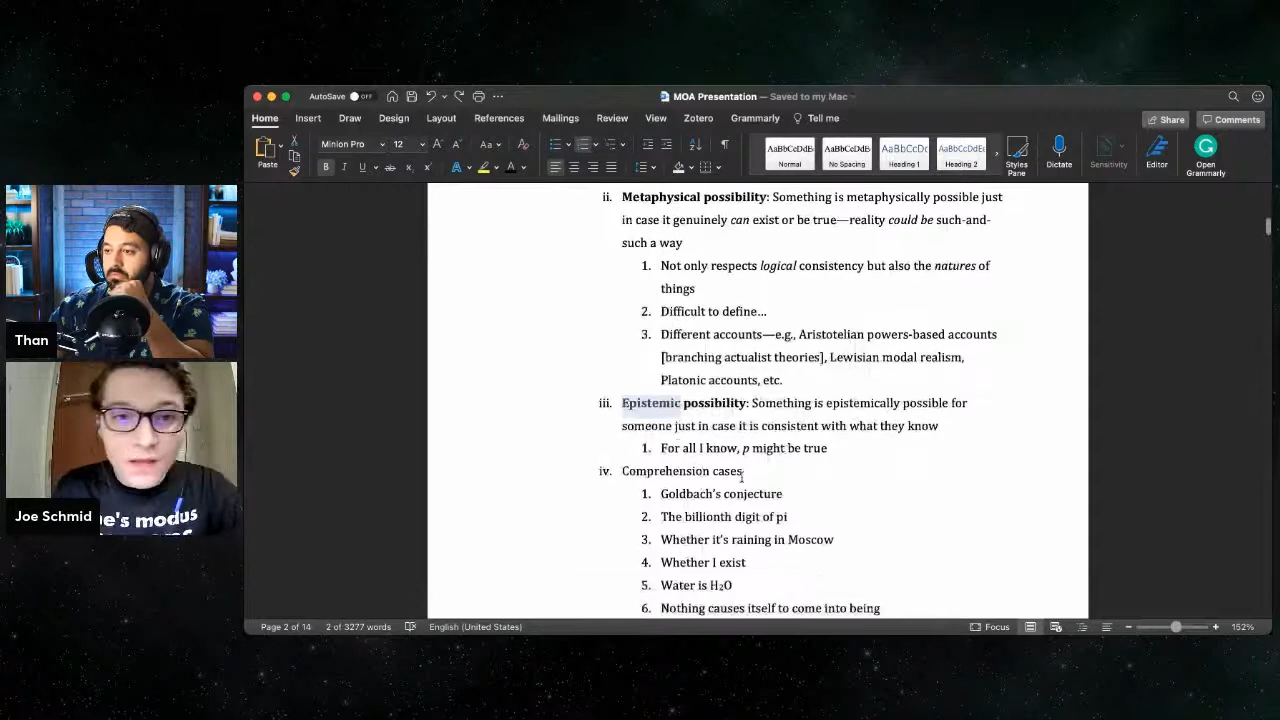 AutoSave OFF
MOA Presentation — Saved to my Mac
Home Insert Draw Design Layout References Mailings Review View Zotero Grammarly Tell me
Share Comments
Paste
Minion Pro 12
AaBbCcDdEe AaBbCcDdEe AaBbCcDc AaBbCcDdEe
Normal No Spacing Heading 1 Heading 2
Styles Pane
Dictate
Sensitivity
Editor
Open Grammarly
ii. Metaphysical possibility: Something is metaphysically possible just
in case it genuinely can exist or be true—reality could be such-and-
such a way
1. Not only respects logical consistency but also the natures of
things
2. Difficult to define…
3. Different accounts—e.g., Aristotelian powers-based accounts
[branching actualist theories], Lewisian modal realism,
Platonic accounts, etc.
iii. Epistemic possibility: Something is epistemically possible for
someone just in case it is consistent with what they know
1. For all I know, p might be true
iv. Comprehension cases
1. Goldbach's conjecture
2. The billionth digit of pi
3. Whether it's raining in Moscow
4. Whether I exist
5. Water is H₂O
6. Nothing causes itself to come into being
Page 2 of 14 2 of 3277 words English (United States) Focus 152%
Than
Joe Schmid
e's modus